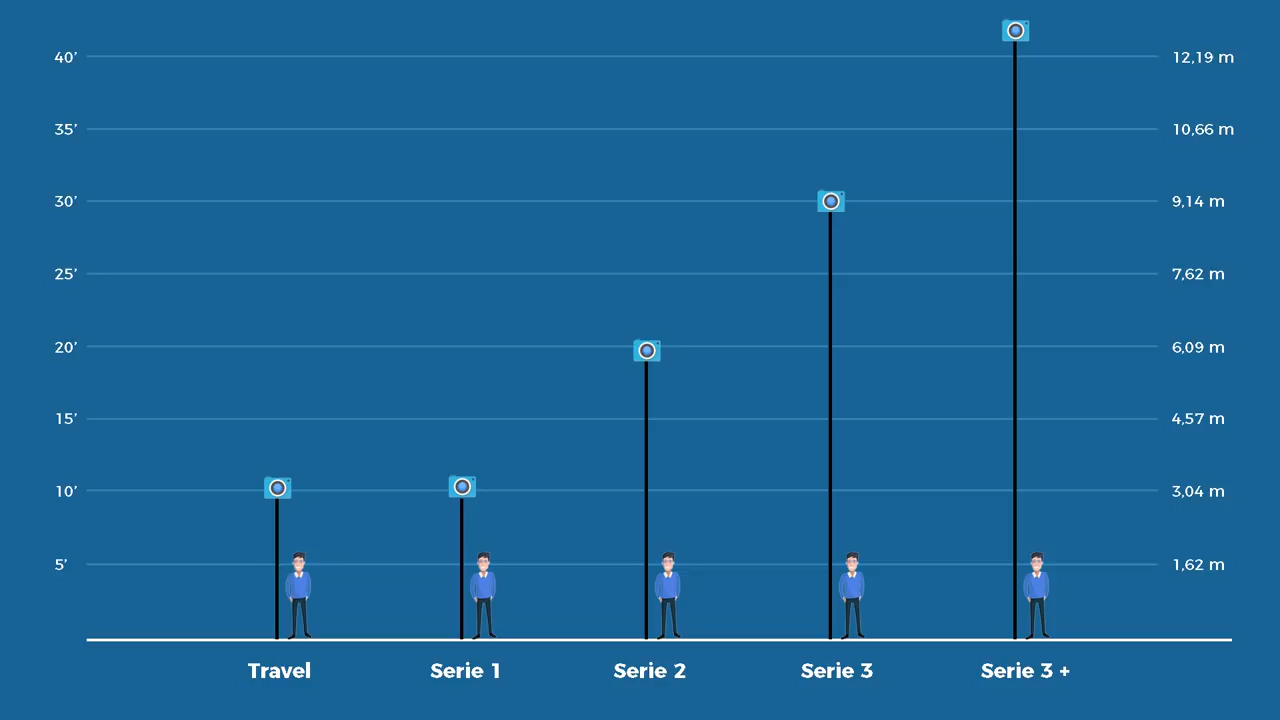 40’ 12,19 m
35’ 10,66 m
30’ 9,14 m
25’ 7,62 m
20’ 6,09 m
15’ 4,57 m
10’ 3,04 m
5’ 1,62 m
Travel Serie 1 Serie 2 Serie 3 Serie 3 +